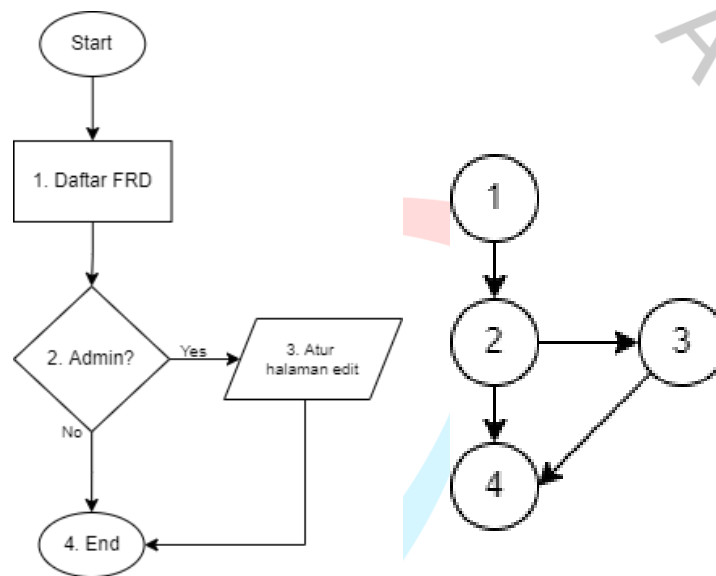 Start
1. Daftar FRD
2. Admin?
Yes
3. Atur
halaman edit
No
4. End
A
1
2
3
4